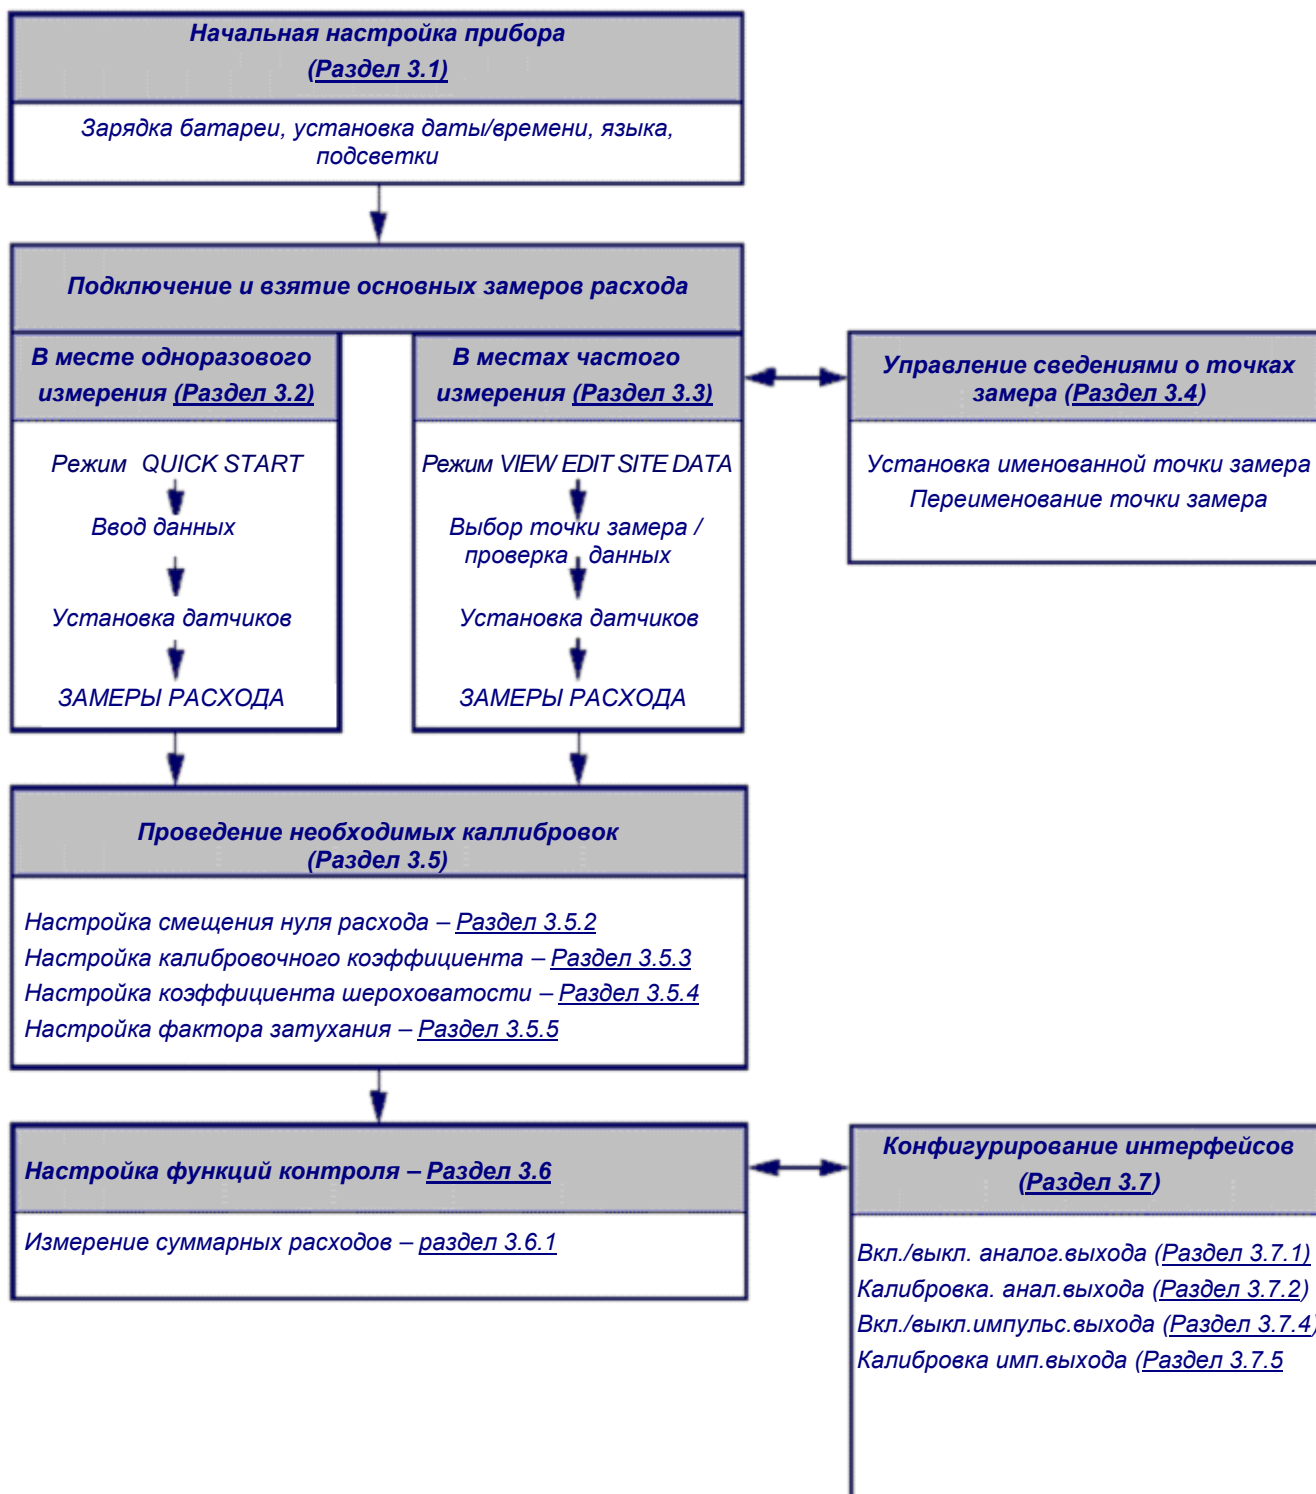 Начальная настройка прибора
(Раздел 3.1)
Зарядка батареи, установка даты/времени, языка,
подсветки
Подключение и взятие основных замеров расхода
В месте одноразового
измерения (Раздел 3.2)
Режим QUICK START
Ввод данных
Установка датчиков
ЗАМЕРЫ РАСХОДА
В местах частого
измерения (Раздел 3.3)
Режим VIEW EDIT SITE DATA
Выбор точки замера /
проверка данных
Установка датчиков
ЗАМЕРЫ РАСХОДА
Управление сведениями о точках
замера (Раздел 3.4)
Установка именованной точки замера
Переименование точки замера
Проведение необходимых каллибровок
(Раздел 3.5)
Настройка смещения нуля расхода – Раздел 3.5.2
Настройка калибровочного коэффициента – Раздел 3.5.3
Настройка коэффициента шероховатости – Раздел 3.5.4
Настройка фактора затухания – Раздел 3.5.5
Настройка функций контроля – Раздел 3.6
Измерение суммарных расходов – раздел 3.6.1
Конфигурирование интерфейсов
(Раздел 3.7)
Вкл./выкл. аналог.выхода (Раздел 3.7.1)
Калибровка. анал.выхода (Раздел 3.7.2)
Вкл./выкл.импульс.выхода (Раздел 3.7.4)
Калибровка имп.выхода (Раздел 3.7.5